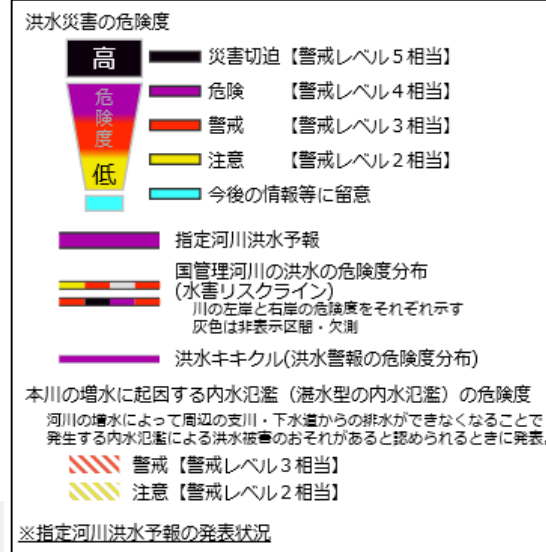 洪水災害の危険度
高
危険度
低
災害切迫【警戒レベル5相当】
危険 【警戒レベル4相当】
警戒 【警戒レベル3相当】
注意 【警戒レベル2相当】
今後の情報等に留意
指定河川洪水予報
国管理河川の洪水の危険度分布
(水害リスクライン)
川の左岸と右岸の危険度をそれぞれ示す
灰色は非表示区間・欠測
洪水キキクル(洪水警報の危険度分布)
本川の増水に起因する内水氾濫（湛水型の内水氾濫）の危険度
河川の増水によって周辺の支川・下水道からの排水ができなくなることで
発生する内水氾濫による洪水被害のおそれがあると認められるときに発表。
警戒【警戒レベル3相当】
注意【警戒レベル2相当】
※指定河川洪水予報の発表状況